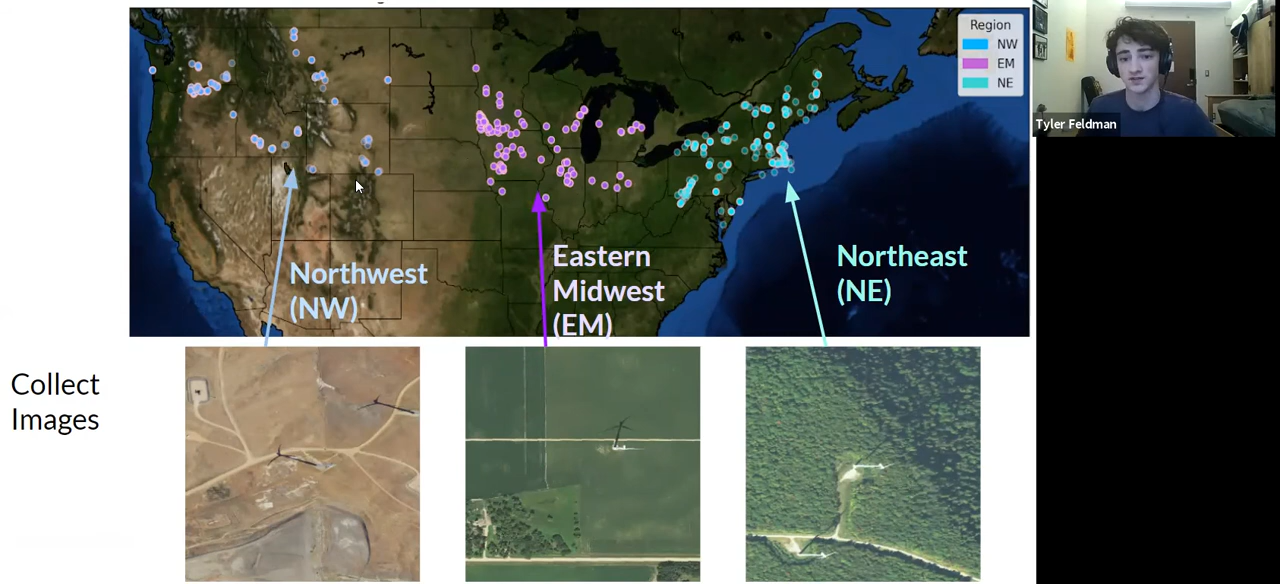 Region
NW
EM
NE
Tyler Feldman
Northwest
(NW)
Eastern
Midwest
(EM)
Northeast
(NE)
Collect
Images